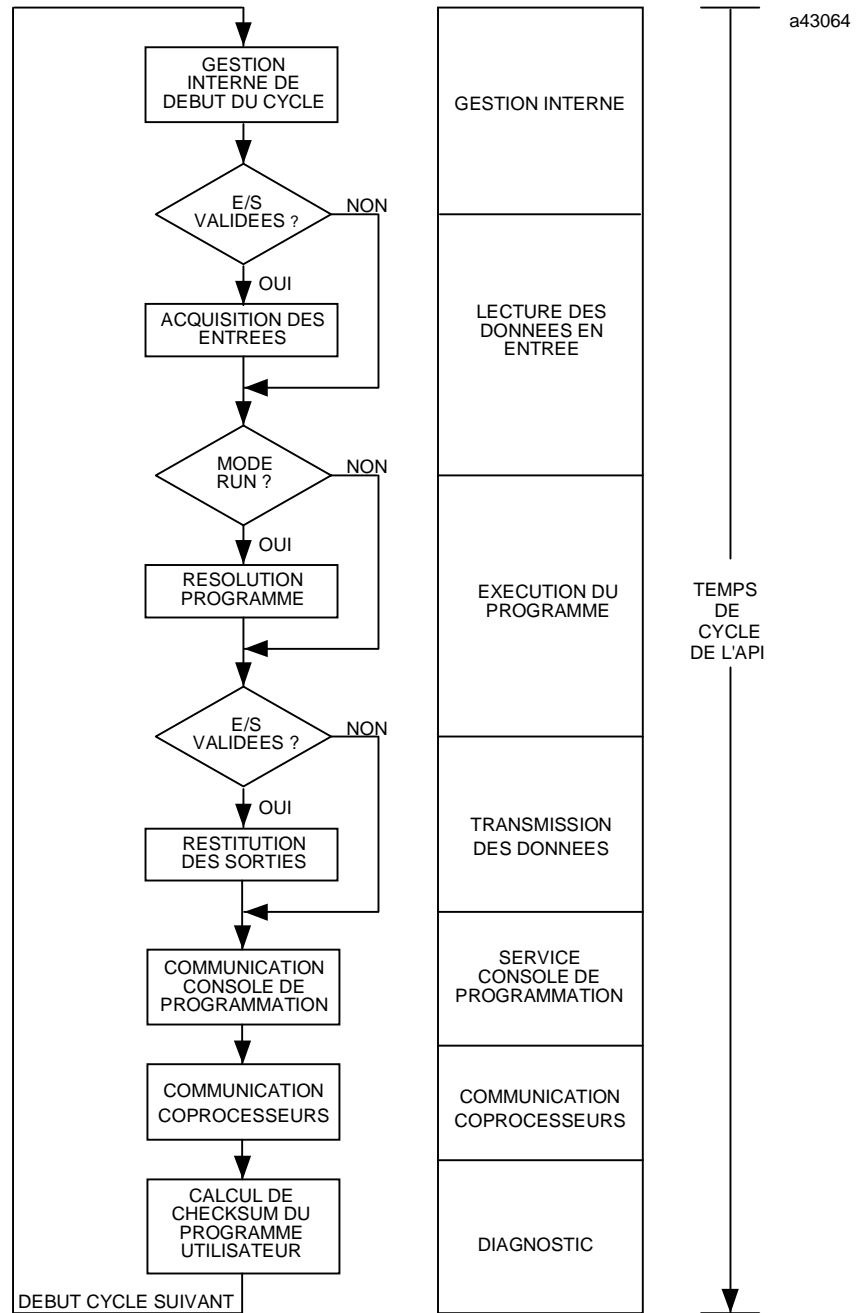 a43064
GESTION
INTERNE DE
DEBUT DU CYCLE
GESTION INTERNE
E/S
VALIDEES ?
NON
OUI
ACQUISITION DES
ENTREES
LECTURE DES
DONNEES EN
ENTREE
MODE
RUN ?
NON
OUI
RESOLUTION
PROGRAMME
EXECUTION DU
PROGRAMME
TEMPS
DE
CYCLE
DE L'API
E/S
VALIDEES ?
NON
OUI
RESTITUTION
DES SORTIES
TRANSMISSION
DES DONNEES
COMMUNICATION
CONSOLE DE
PROGRAMMATION
SERVICE
CONSOLE DE
PROGRAMMATION
COMMUNICATION
COPROCESSEURS
COMMUNICATION
COPROCESSEURS
CALCUL DE
CHECKSUM DU
PROGRAMME
UTILISATEUR
DIAGNOSTIC
DEBUT CYCLE SUIVANT